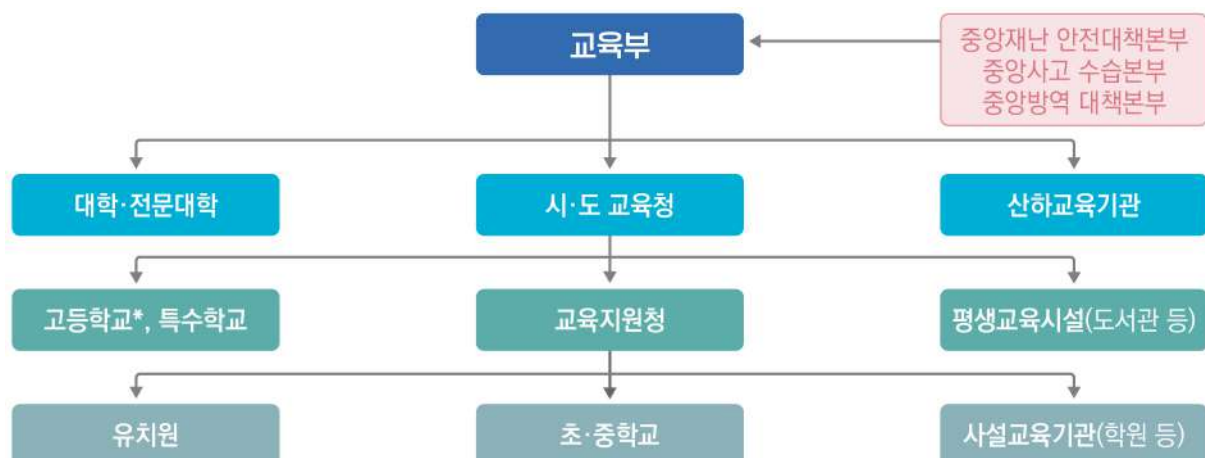 교육부
중앙재난 안전대책본부
중앙사고 수습본부
중앙방역 대책본부
대학·전문대학
시·도 교육청
산하교육기관
고등학교*, 특수학교
교육지원청
평생교육시설(도서관 등)
유치원
초·중학교
사설교육기관(학원 등)